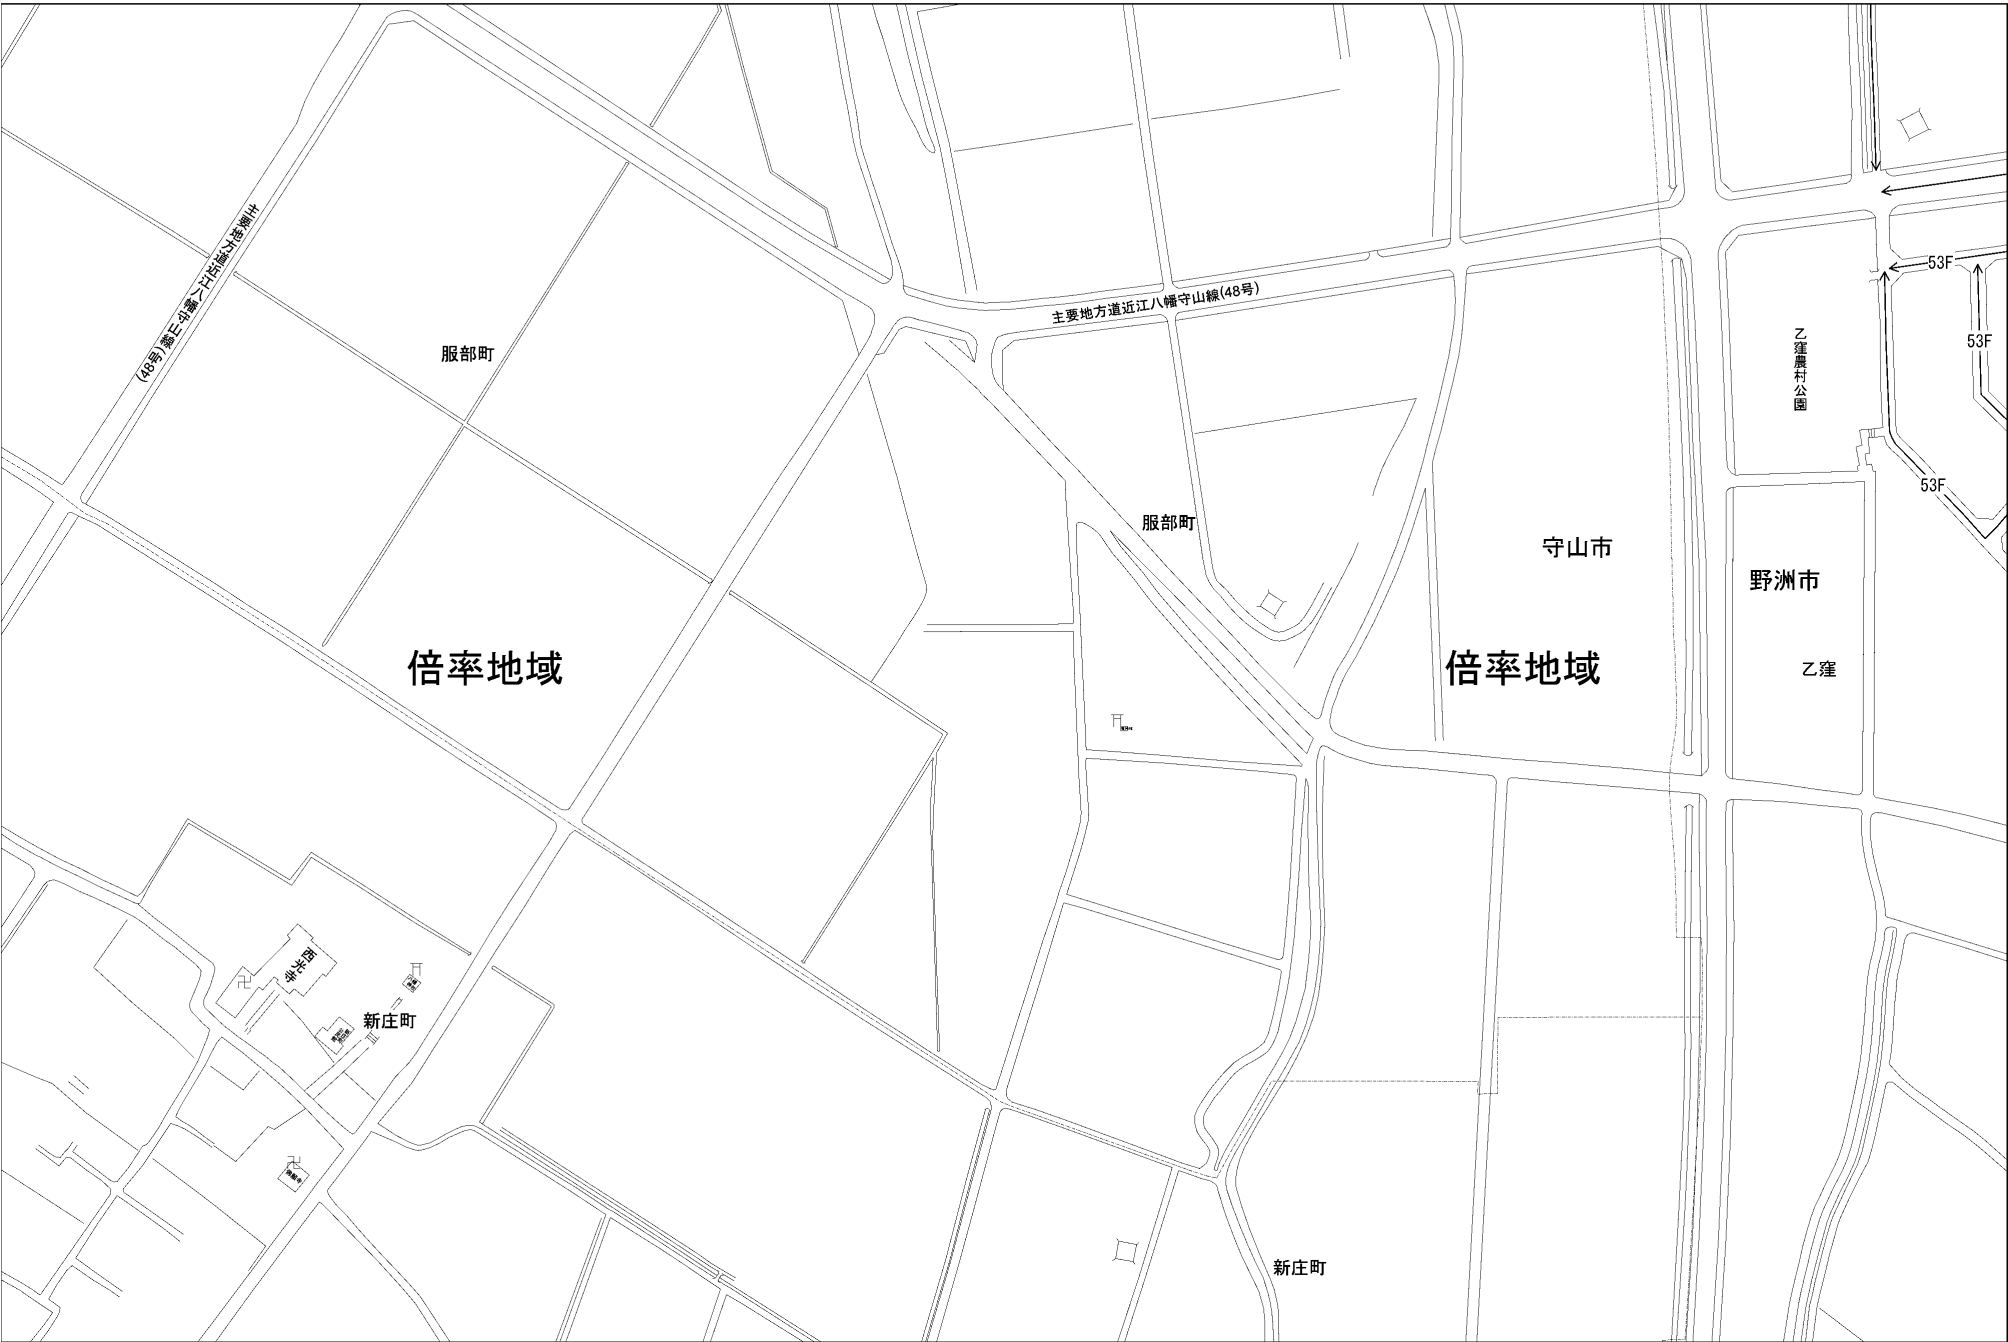 主要地方道近江八幡守山線
(48号)
服部町
主要地方道近江八幡守山線(48号)
53F
53F
乙窪農村公園
53F
服部町
守山市
野洲市
倍率地域
倍率地域
乙窪
西光寺
新庄町
新庄町